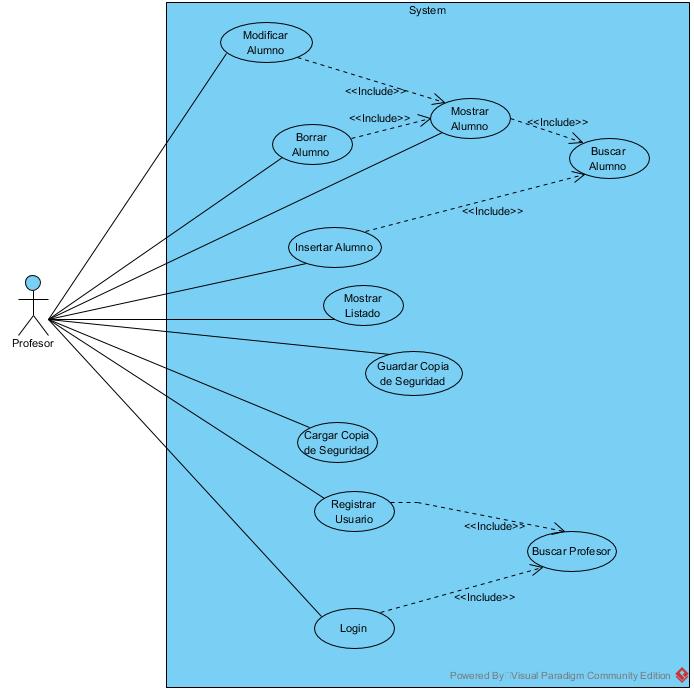 System
Modificar
Alumno
<<Include>>
Mostrar
Alumno
<<Include>>
<<Include>>
Borrar
Alumno
Buscar
Alumno
<<Include>>
Insertar Alumno
Mostrar
Listado
Profesor
Guardar Copia
de Seguridad
Cargar Copia
de Seguridad
Registrar
Usuario
<<Include>>
Buscar Profesor
<<Include>>
Login
Powered By Visual Paradigm Community Edition